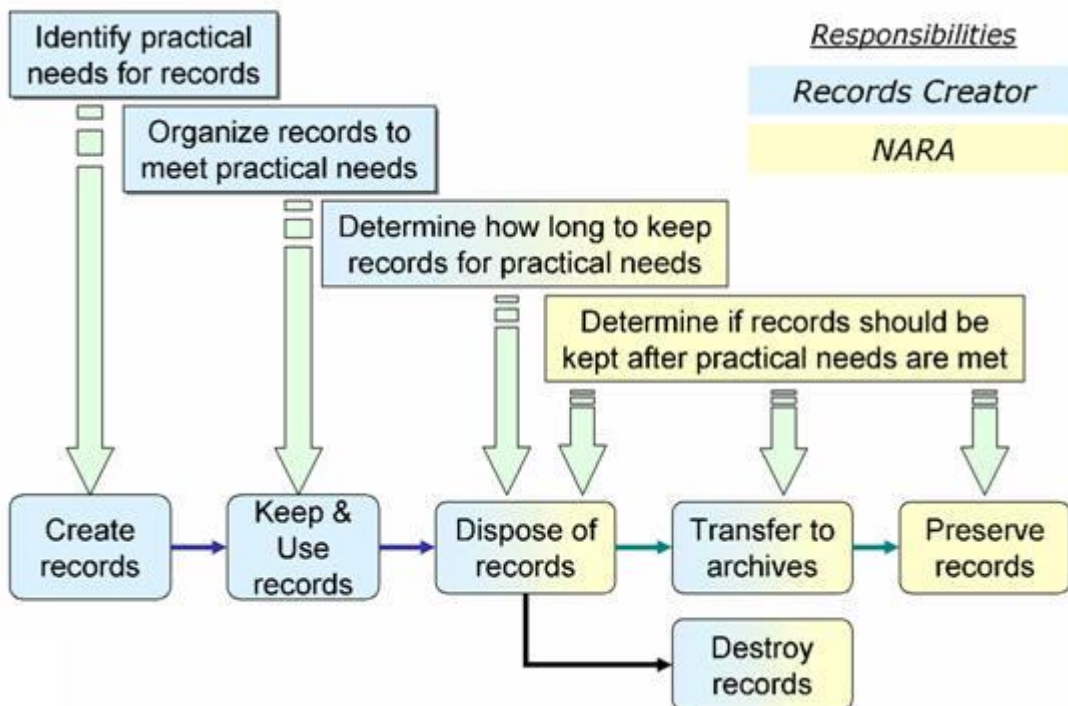 Identify practical
needs for records
Responsibilities
Records Creator
NARA
Organize records to
meet practical needs
Determine how long to keep
records for practical needs
Determine if records should be
kept after practical needs are met
Create
records
Keep &
Use
records
Dispose of
records
Transfer to
archives
Preserve
records
Destroy
records